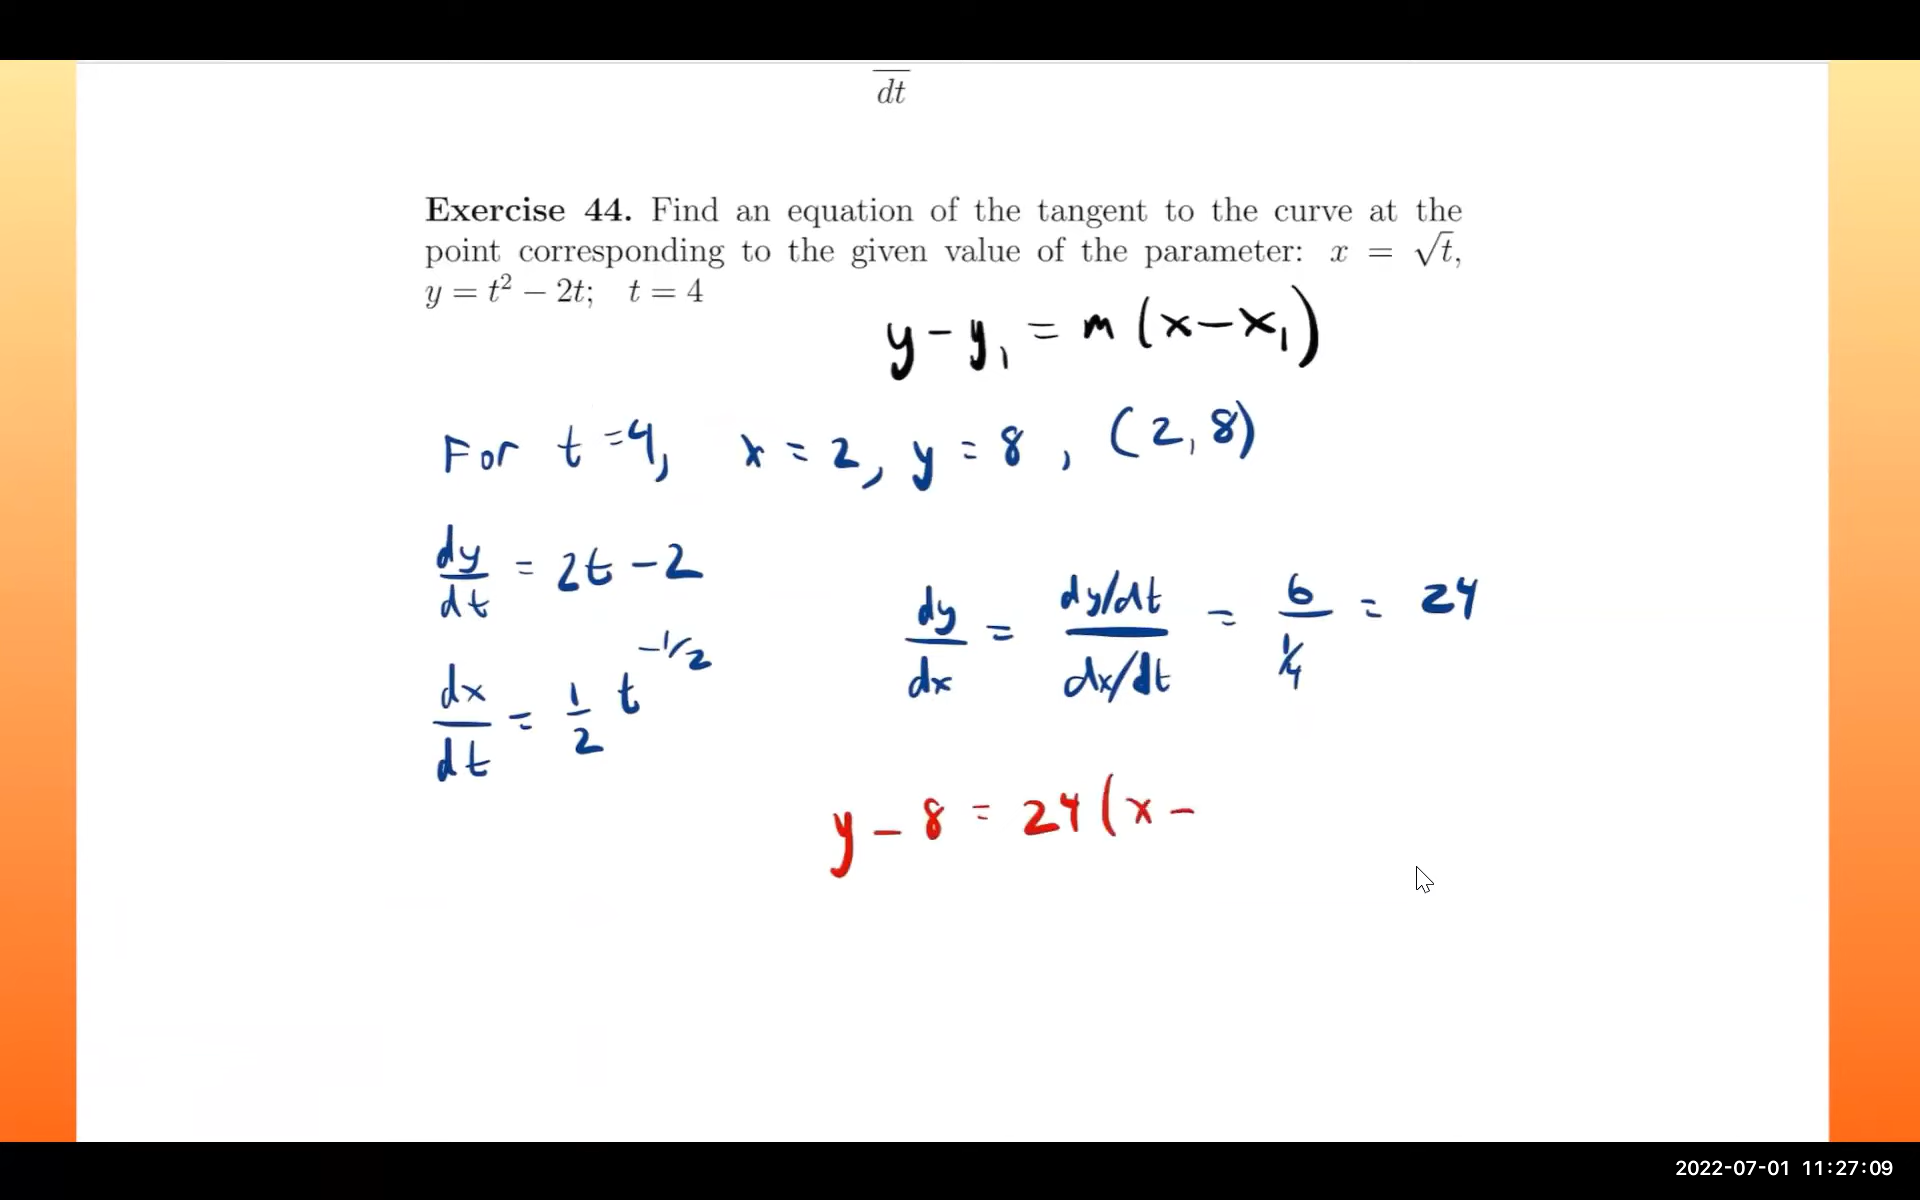 dt
Exercise 44. Find an equation of the tangent to the curve at the
point corresponding to the given value of the parameter: x = √t,
y = t² − 2t; t = 4
y - y₁ = m (x - x₁)
For t = 4, x = 2, y = 8, (2, 8)
dy/dt = 2t - 2
dy/dx = (dy/dt)/(dx/dt) = 6/(1/4) = 24
dx/dt = 1/2 t^(-1/2)
y - 8 = 24 (x -
2022-07-01 11:27:09